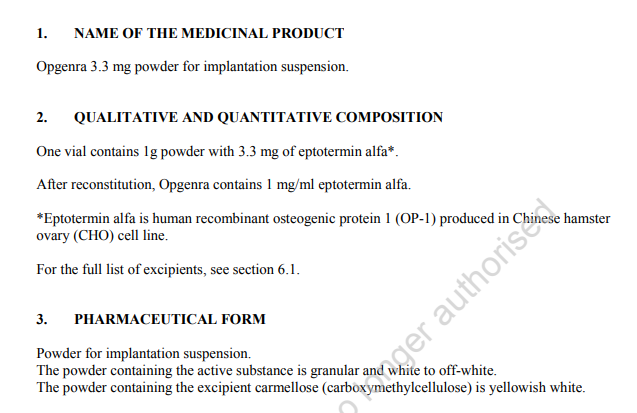 1. NAME OF THE MEDICINAL PRODUCT
Opgenra 3.3 mg powder for implantation suspension.
2. QUALITATIVE AND QUANTITATIVE COMPOSITION
One vial contains 1g powder with 3.3 mg of eptotermin alfa*.
After reconstitution, Opgenra contains 1 mg/ml eptotermin alfa.
*Eptotermin alfa is human recombinant osteogenic protein 1 (OP-1) produced in Chinese hamster
ovary (CHO) cell line.
For the full list of excipients, see section 6.1.
3. PHARMACEUTICAL FORM
Powder for implantation suspension.
The powder containing the active substance is granular and white to off-white.
The powder containing the excipient carmellose (carboxymethylcellulose) is yellowish white.
longer authorised